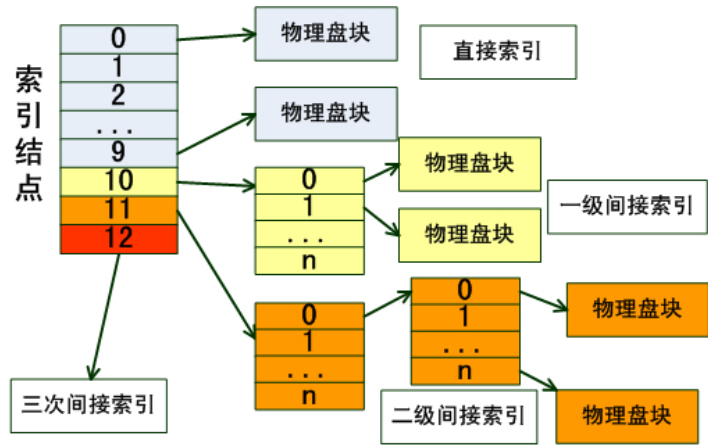 索引结点
0
1
2
...
9
10
11
12
物理盘块
直接索引
物理盘块
0
1
...
n
物理盘块
物理盘块
一级间接索引
0
1
...
n
0
1
...
n
物理盘块
物理盘块
二级间接索引
三次间接索引